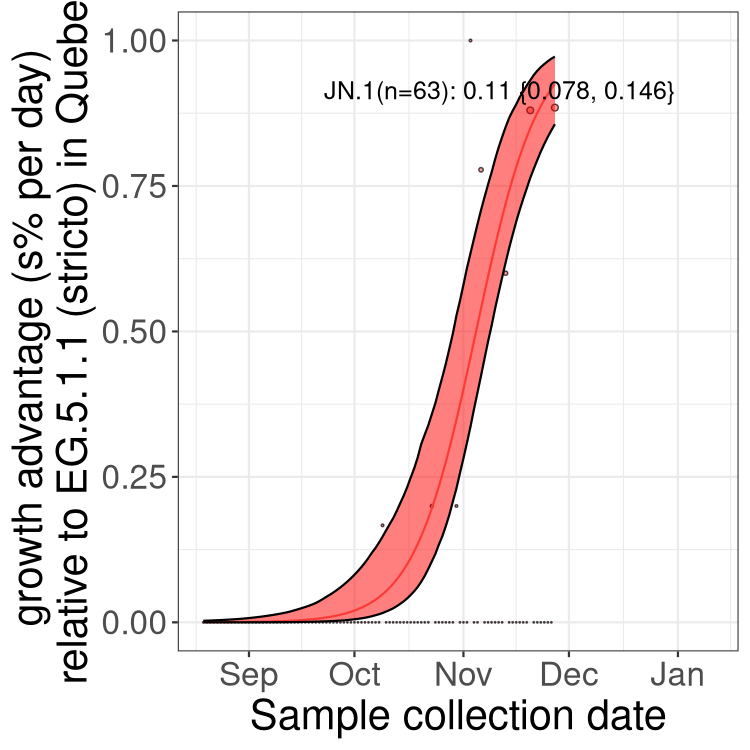 growth advantage (s% per day)
relative to EG.5.1.1 (stricto) in Quebe
1.00
0.75
0.50
0.25
0.00
JN.1(n=63): 0.11 {0.078, 0.146}
Sep Oct Nov Dec Jan
Sample collection date